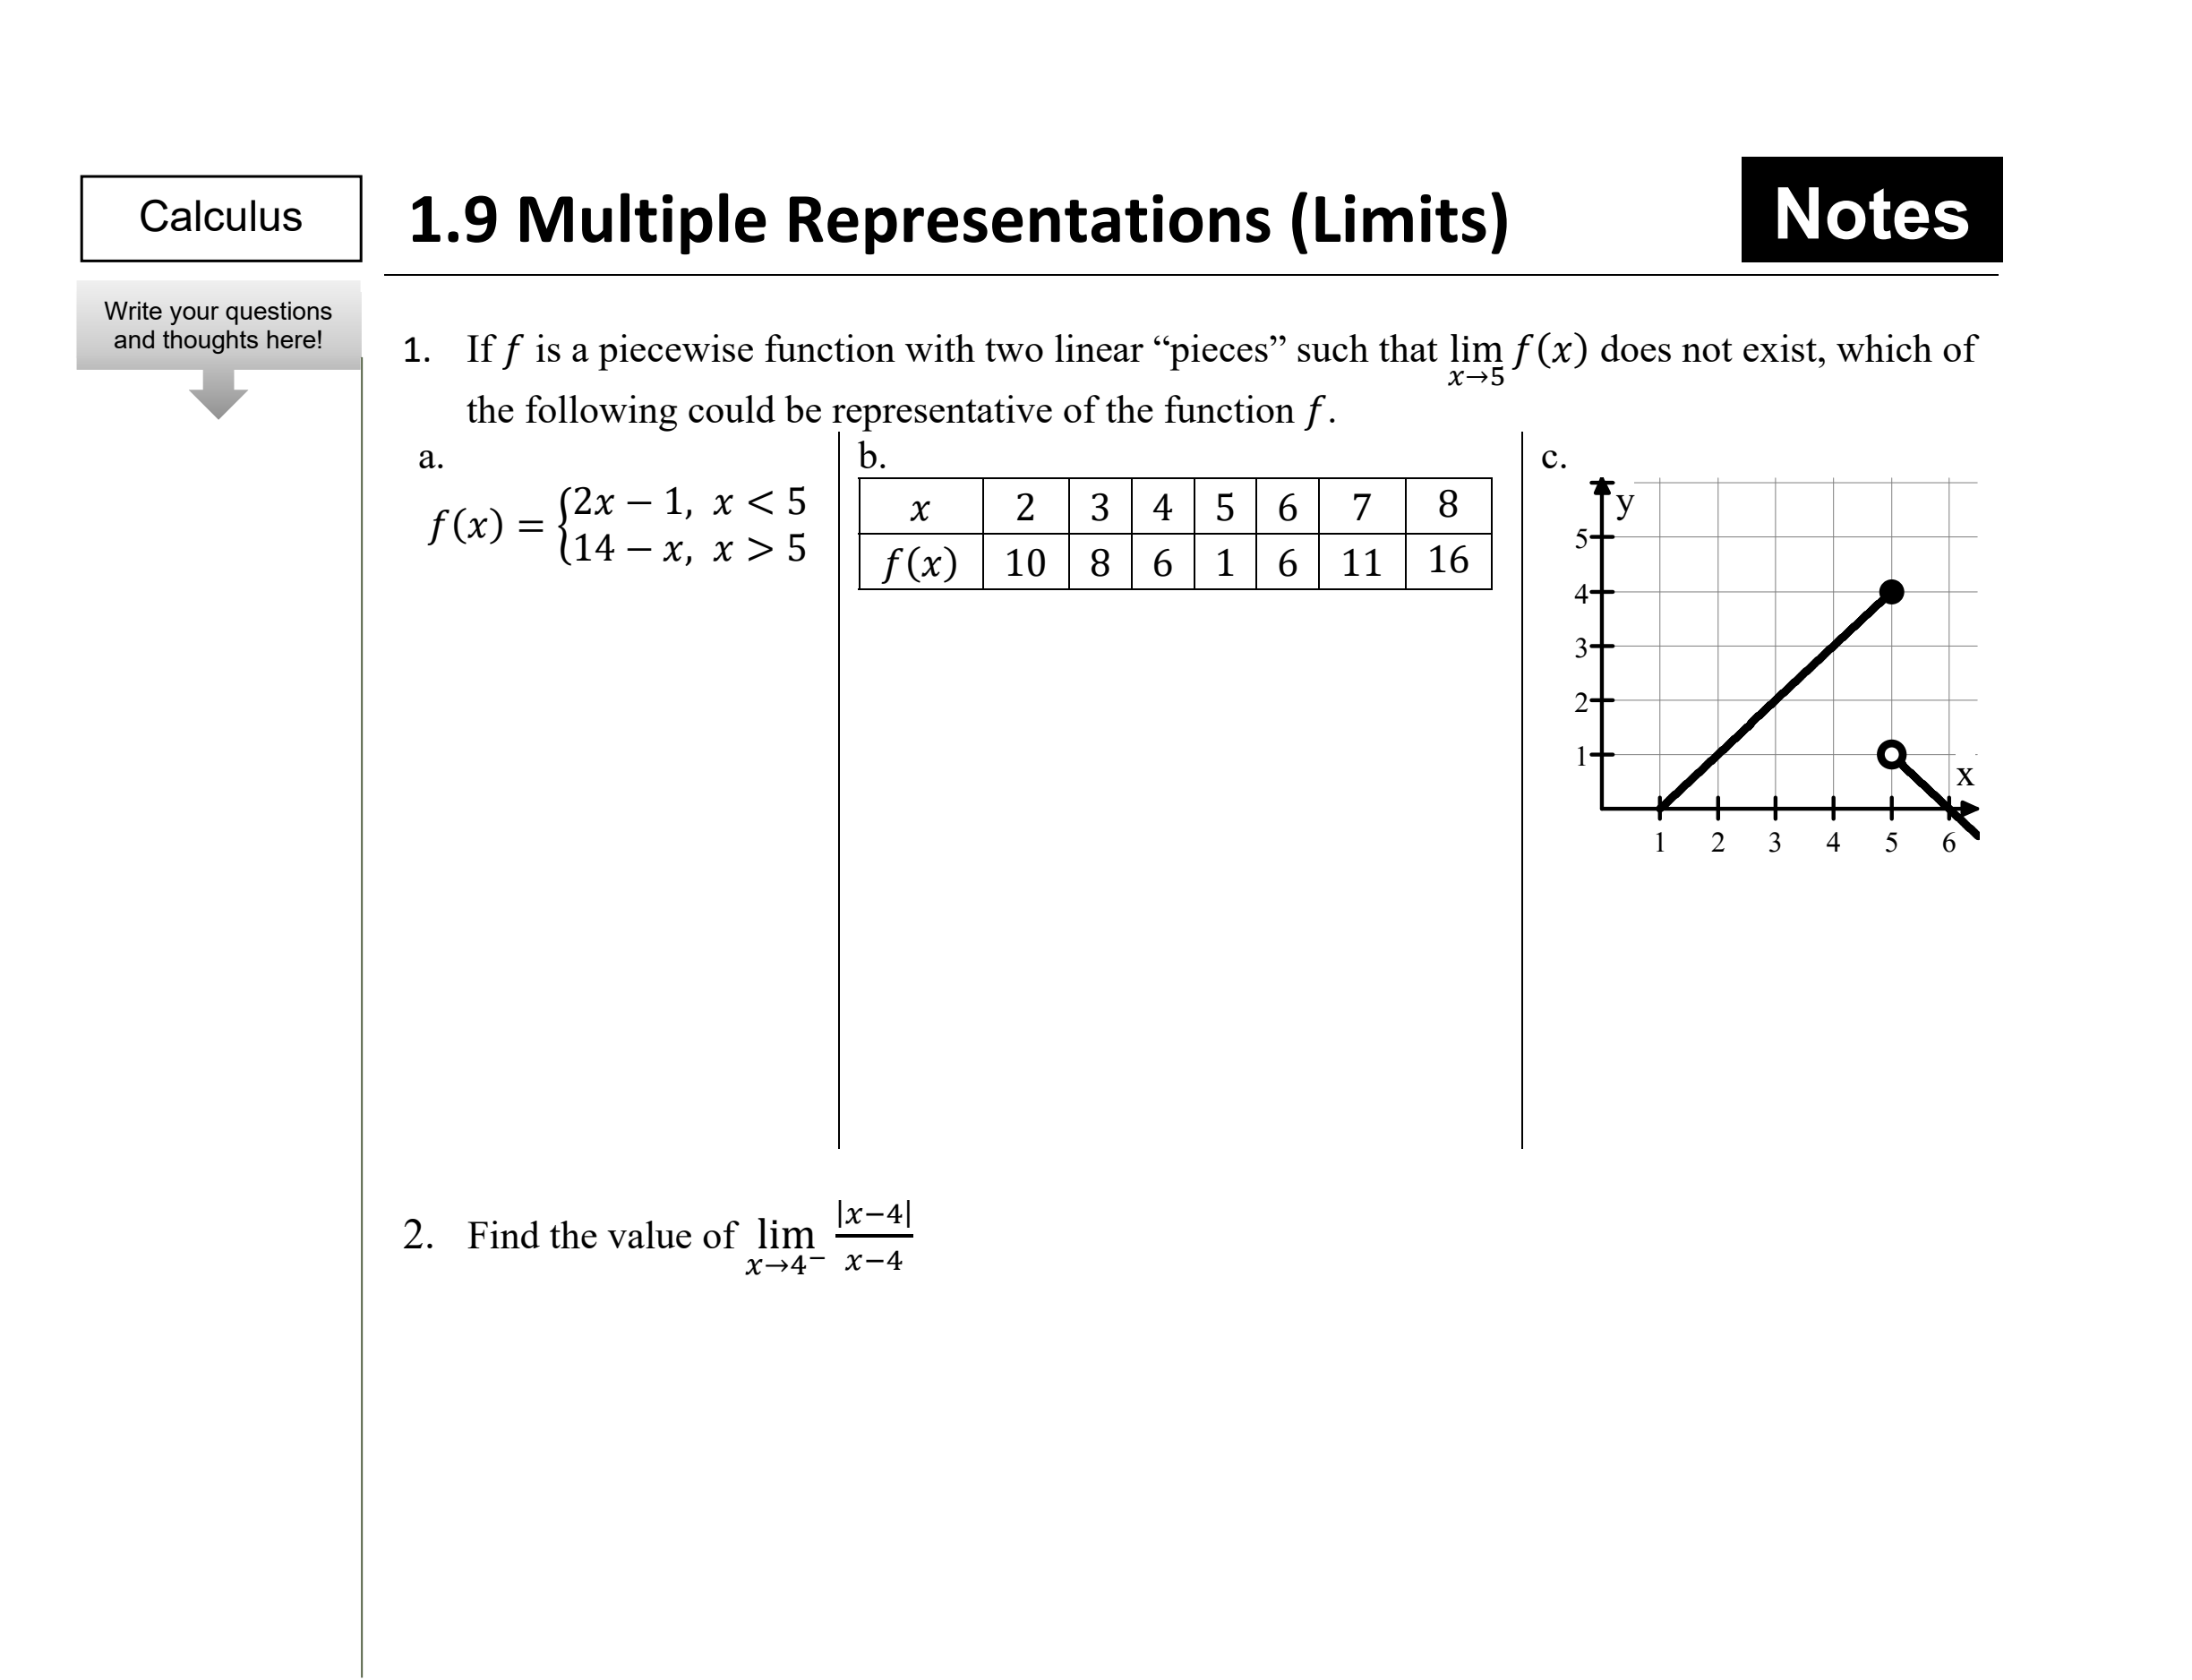 Calculus
1.9 Multiple Representations (Limits)
Notes
Write your questions
and thoughts here!
1. If 𝑓 is a piecewise function with two linear “pieces” such that lim 𝑓(𝑥) does not exist, which of
𝑥→5
the following could be representative of the function 𝑓.
a.
𝑓(𝑥) = {2𝑥 − 1, 𝑥 < 5
14 − 𝑥, 𝑥 > 5
b.
𝑥 2 3 4 5 6 7 8
𝑓(𝑥) 10 8 6 1 6 11 16
c.
y
5
4
3
2
1
x
1 2 3 4 5 6
2. Find the value of lim |𝑥−4|
𝑥→4⁻ 𝑥−4